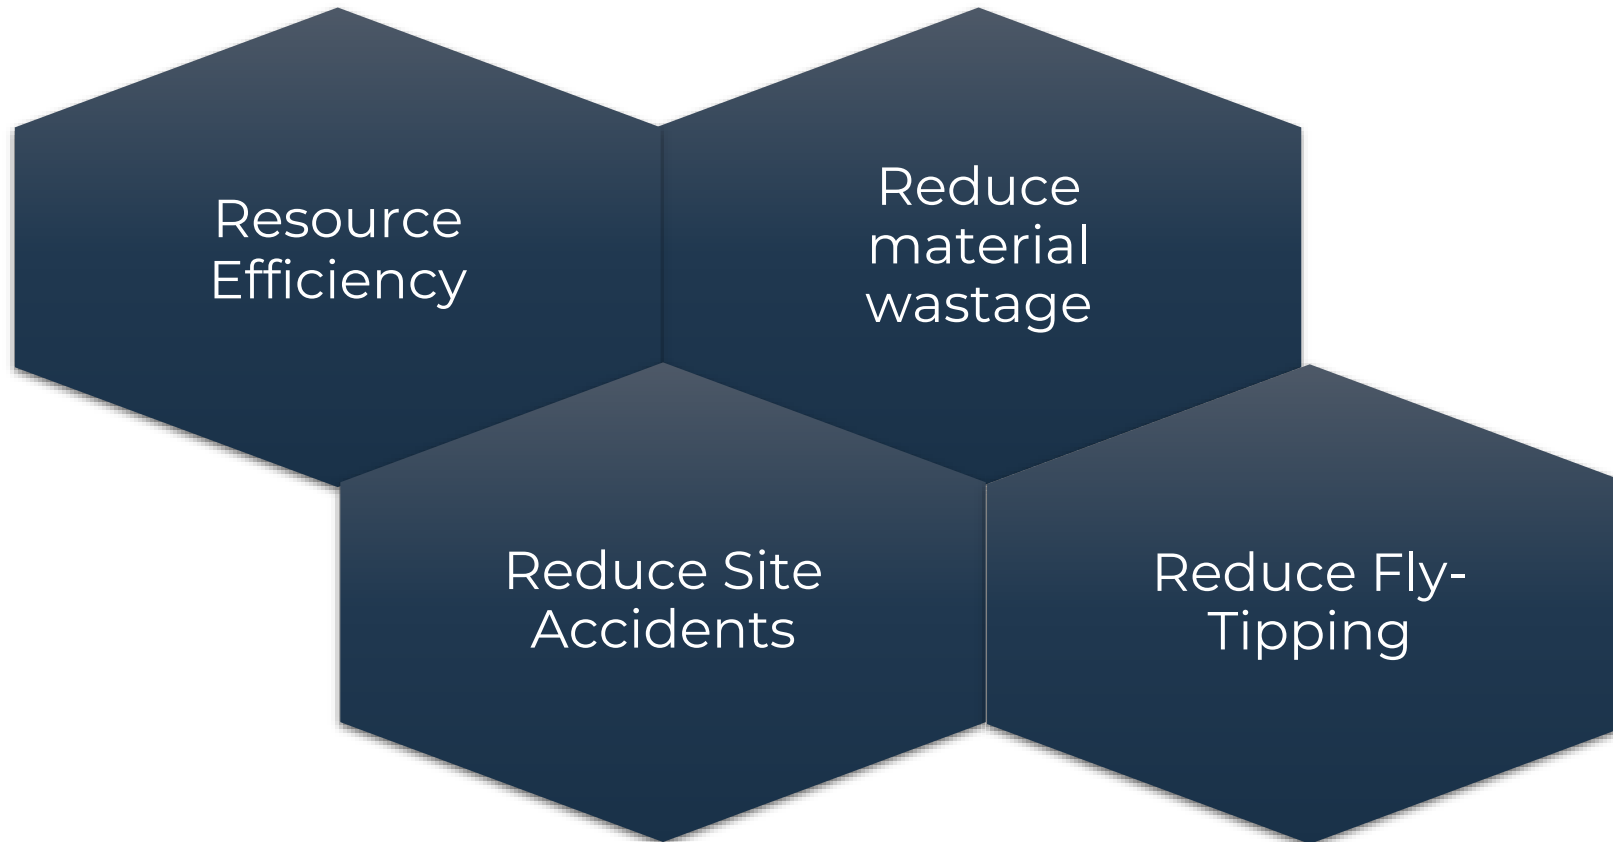 Resource
Efficiency
Reduce
material
wastage
Reduce Site
Accidents
Reduce Fly-
Tipping